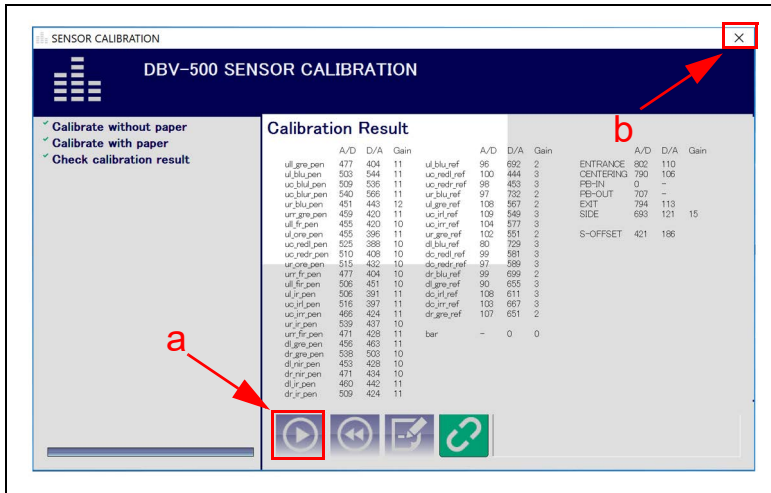 SENSOR CALIBRATION
DBV-500 SENSOR CALIBRATION
b
Calibrate without paper
Calibrate with paper
Check calibration result
Calibration Result
A/D D/A Gain A/D D/A Gain A/D D/A Gain
ull_gre_pen 477 404 11 ul_blu_ref 96 692 2 ENTRANCE 802 110
ul_blu_pen 503 544 11 uc_redl_ref 100 444 3 CENTERING 790 106
uc_blul_pen 509 536 11 uc_redr_ref 98 453 3 PB-IN 0 -
uc_blur_pen 540 566 11 ur_blu_ref 97 732 2 PB-OUT 707 -
ur_blu_pen 451 443 12 ul_gre_ref 108 567 2 EXIT 794 113
urr_gre_pen 459 420 11 uc_irl_ref 109 549 3 SIDE 693 121 15
ull_fr_pen 455 420 10 uc_irr_ref 104 577 3
ul_ore_pen 455 396 11 ur_gre_ref 102 551 2 S-OFFSET 421 186
uc_redl_pen 525 388 10 dl_blu_ref 80 729 3
uc_redr_pen 510 408 10 dc_redl_ref 99 581 3
ur_ore_pen 515 432 10 dc_redr_ref 97 589 3
urr_fr_pen 477 404 10 dr_blu_ref 99 699 2
ull_fir_pen 506 451 10 dl_gre_ref 90 655 3
ul_ir_pen 506 391 11 dc_irl_ref 108 611 3
uc_irl_pen 516 397 11 dc_irr_ref 103 667 3
uc_irr_pen 466 424 11 dr_gre_ref 107 651 2
ur_ir_pen 539 437 10
urr_fir_pen 471 428 11 bar - 0 0
dl_gre_pen 456 463 11
dr_gre_pen 538 503 10
dl_nir_pen 453 428 10
dr_nir_pen 471 434 10
dl_ir_pen 460 442 11
dr_ir_pen 509 424 11
a